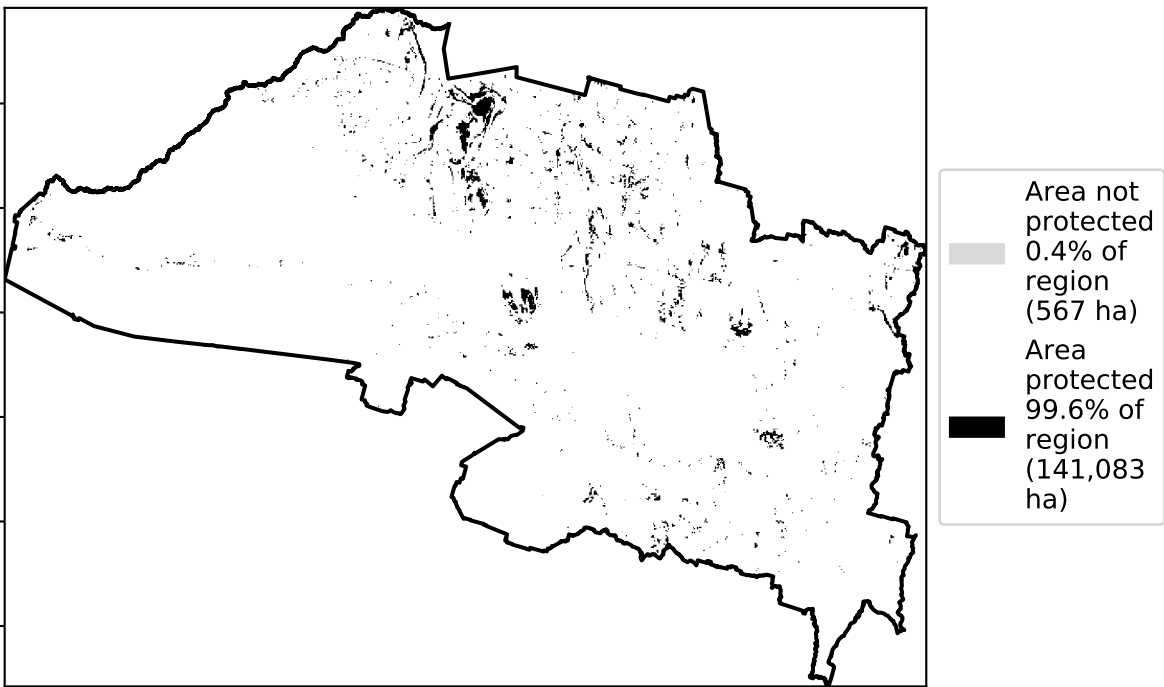 Area not
protected
0.4% of
region
(567 ha)
Area
protected
99.6% of
region
(141,083
ha)